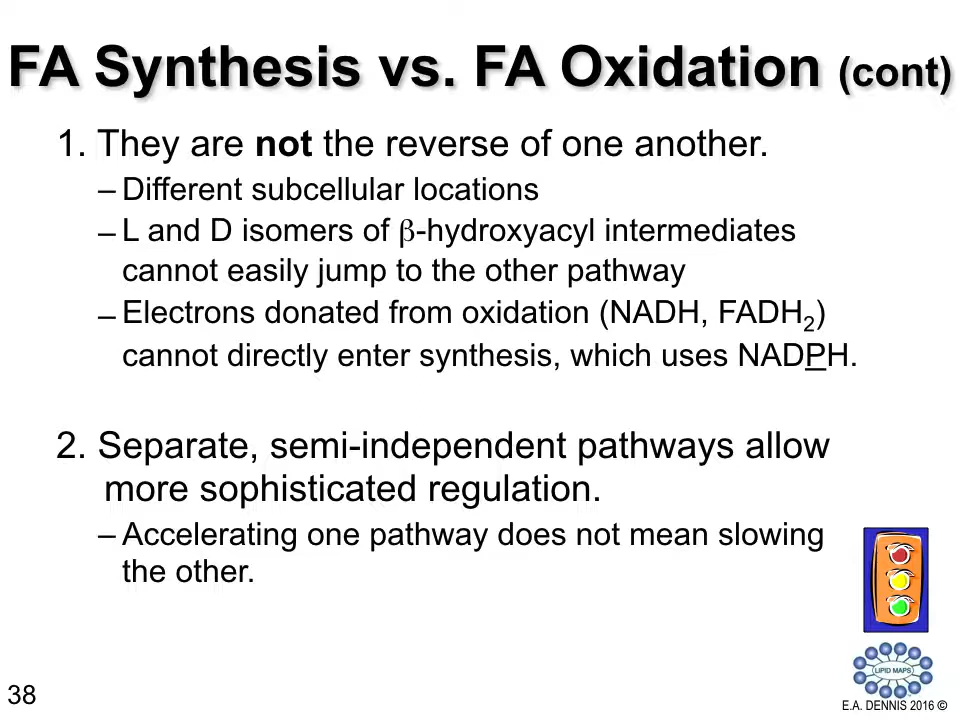 FA Synthesis vs. FA Oxidation (cont)
1. They are not the reverse of one another.
– Different subcellular locations
– L and D isomers of β-hydroxyacyl intermediates
cannot easily jump to the other pathway
– Electrons donated from oxidation (NADH, FADH₂)
cannot directly enter synthesis, which uses NADPH.
2. Separate, semi-independent pathways allow
more sophisticated regulation.
– Accelerating one pathway does not mean slowing
the other.
LIPID MAPS
38
E.A. DENNIS 2016 ©